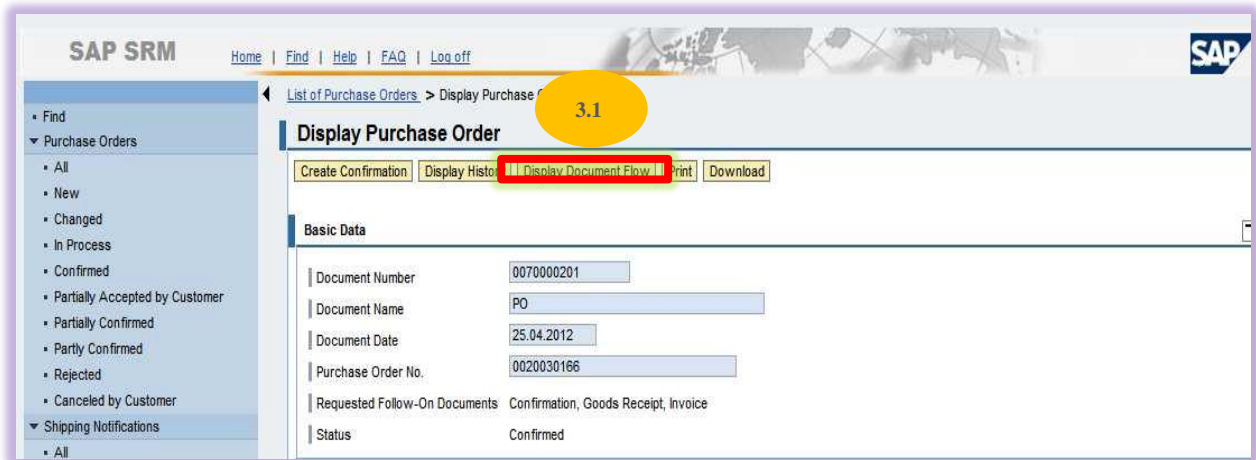 SAP SRM
Home | Find | Help | FAQ | Log off
SAP
List of Purchase Orders > Display Purchase
3.1
Find
Purchase Orders
All
New
Changed
In Process
Confirmed
Partially Accepted by Customer
Partially Confirmed
Partly Confirmed
Rejected
Canceled by Customer
Shipping Notifications
All
Display Purchase Order
Create Confirmation Display Histor Display Document Flow Print Download
Basic Data
Document Number 0070000201
Document Name PO
Document Date 25.04.2012
Purchase Order No. 0020030166
Requested Follow-On Documents Confirmation, Goods Receipt, Invoice
Status Confirmed